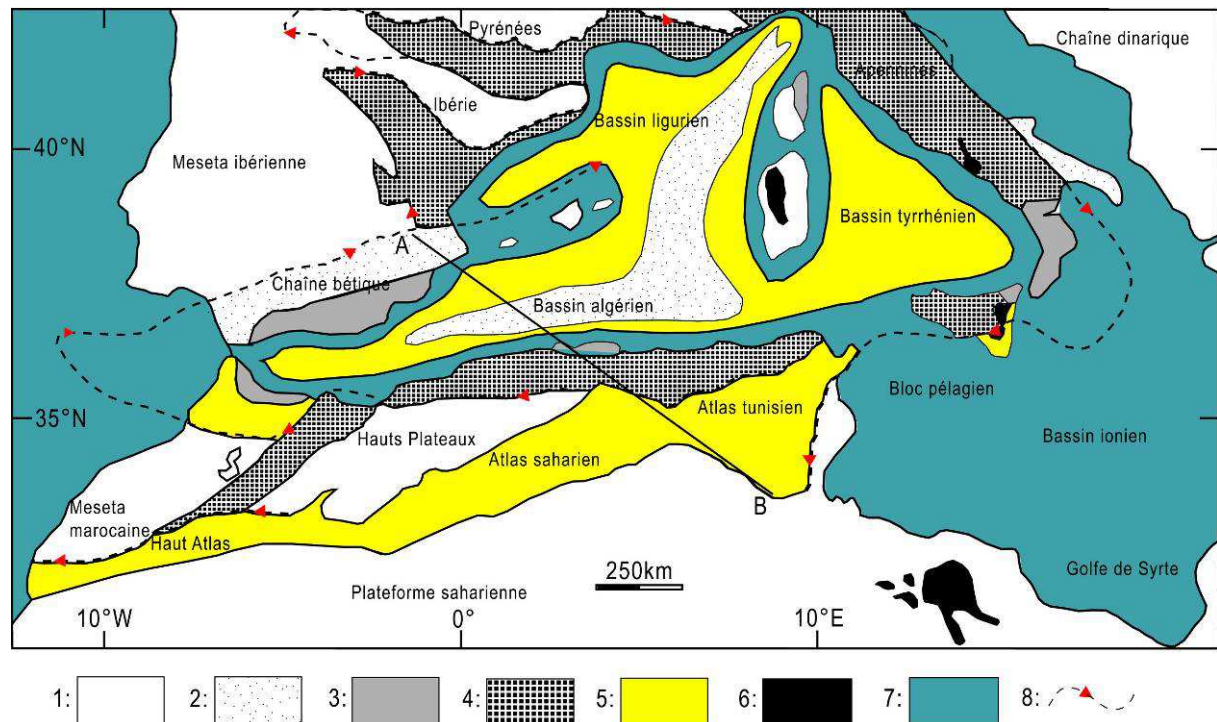 Pyrénées
Chaîne dinarique
Apennines
Ibérie
Bassin ligurien
40°N
Meseta ibérienne
Bassin tyrrhénien
A
Chaîne bétique
Bassin algérien
Bloc pélagien
35°N
Atlas tunisien
Hauts Plateaux
Bassin ionien
Atlas saharien
B
Meseta
marocaine
Haut Atlas
250km
Golfe de Syrte
Plateforme saharienne
10°W
0°
10°E
1: 2: 3: 4: 5: 6: 7: 8: